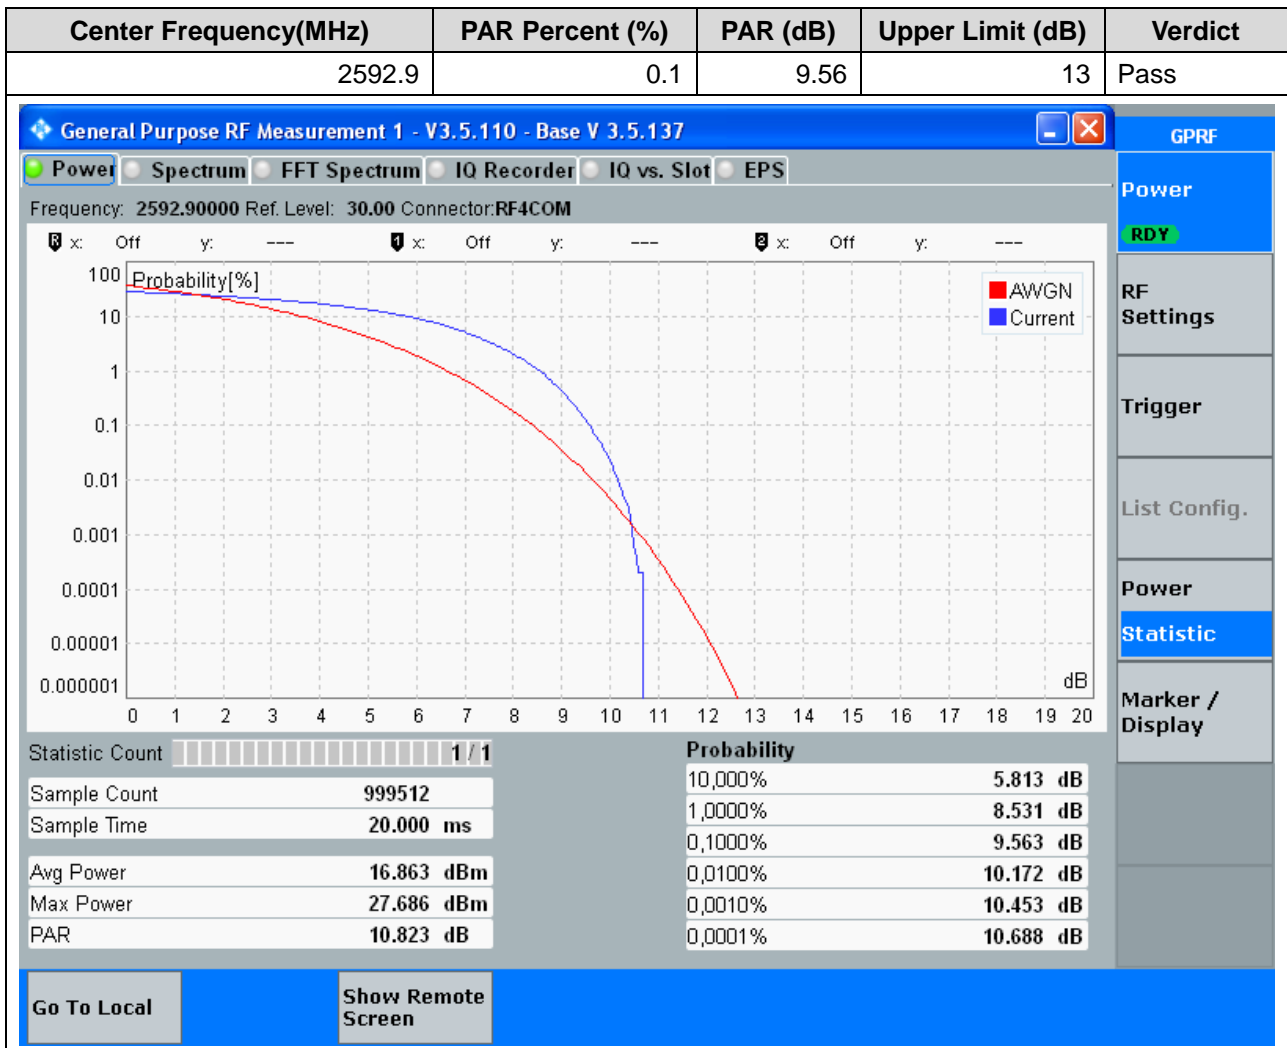 Center Frequency(MHz) PAR Percent (%) PAR (dB) Upper Limit (dB) Verdict
2592.9 0.1 9.56 13 Pass
General Purpose RF Measurement 1 - V3.5.110 - Base V 3.5.137
GPRF
Power Spectrum FFT Spectrum IQ Recorder IQ vs. Slot EPS
Frequency: 2592.90000 Ref. Level: 30.00 Connector:RF4COM
R x: Off y: --- 1 x: Off y: --- 2 x: Off y: ---
Probability[%]
AWGN
Current
100
10
1
0.1
0.01
0.001
0.0001
0.00001
0.000001
dB
0 1 2 3 4 5 6 7 8 9 10 11 12 13 14 15 16 17 18 19 20
Statistic Count 1 / 1
Sample Count 999512
Sample Time 20.000 ms
Avg Power 16.863 dBm
Max Power 27.686 dBm
PAR 10.823 dB
Probability
10,000% 5.813 dB
1,0000% 8.531 dB
0,1000% 9.563 dB
0,0100% 10.172 dB
0,0010% 10.453 dB
0,0001% 10.688 dB
Power
RDY
RF
Settings
Trigger
List Config.
Power
Statistic
Marker /
Display
Go To Local
Show Remote
Screen